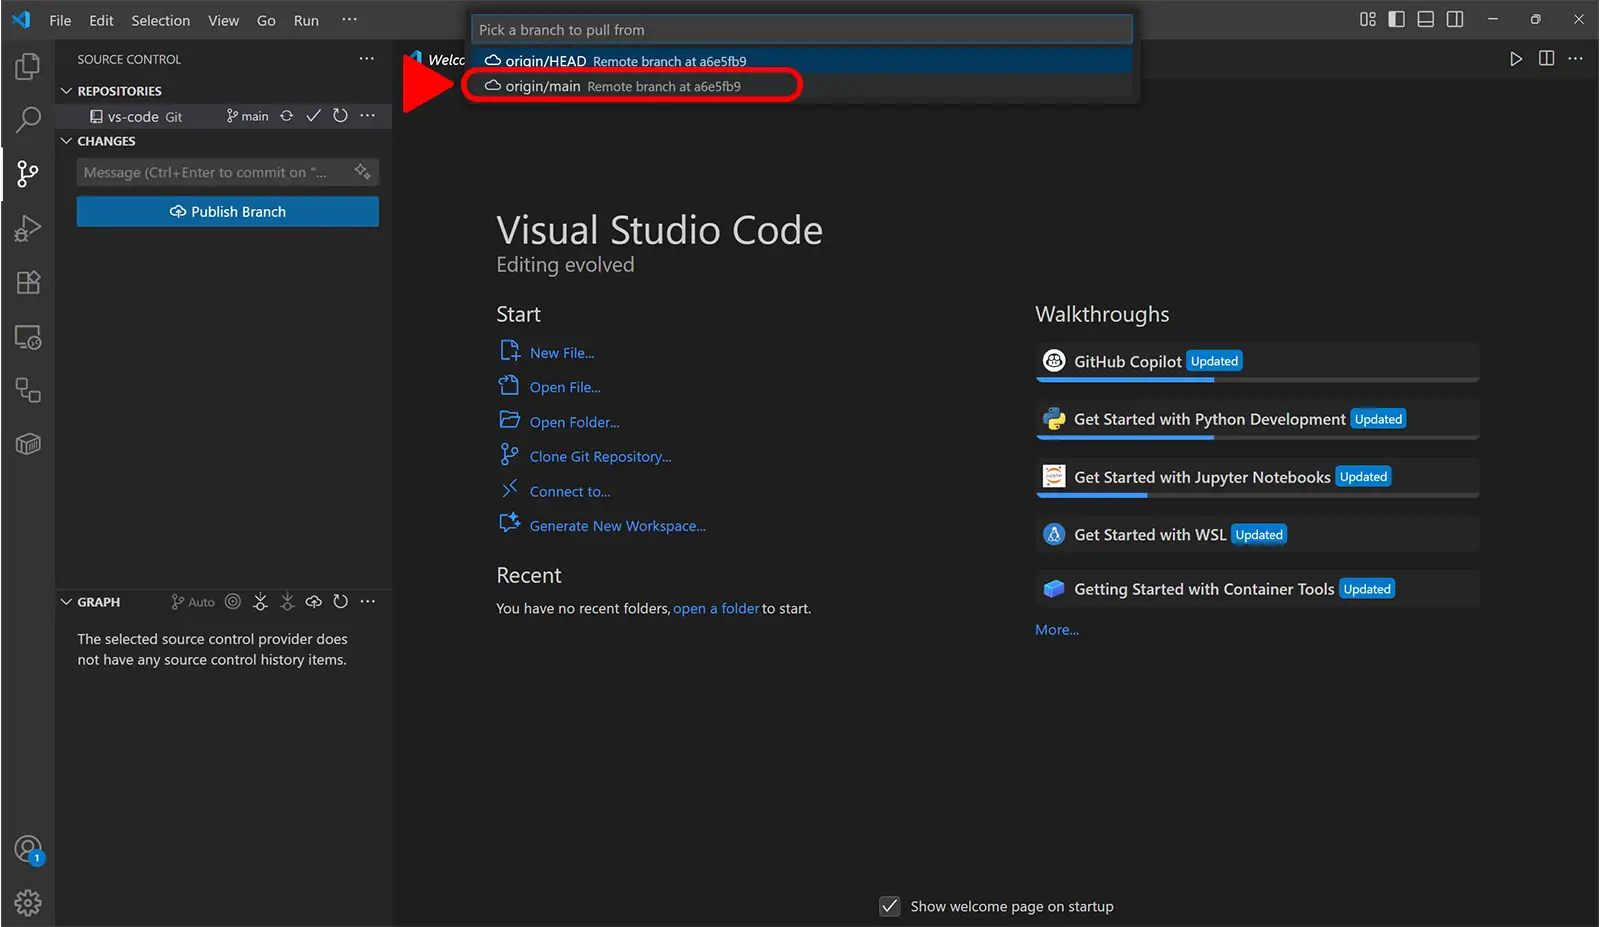 File Edit Selection View Go Run ···
Pick a branch to pull from
origin/HEAD Remote branch at a6e5fb9
origin/main Remote branch at a6e5fb9
SOURCE CONTROL
Welco
REPOSITORIES
vs-code Git main
CHANGES
Message (Ctrl+Enter to commit on "...
Publish Branch
Visual Studio Code
Editing evolved
Start
New File...
Open File...
Open Folder...
Clone Git Repository...
Connect to...
Generate New Workspace...
Recent
You have no recent folders, open a folder to start.
Walkthroughs
GitHub Copilot Updated
Get Started with Python Development Updated
Get Started with Jupyter Notebooks Updated
Get Started with WSL Updated
Getting Started with Container Tools Updated
More...
GRAPH Auto
The selected source control provider does
not have any source control history items.
1
Show welcome page on startup